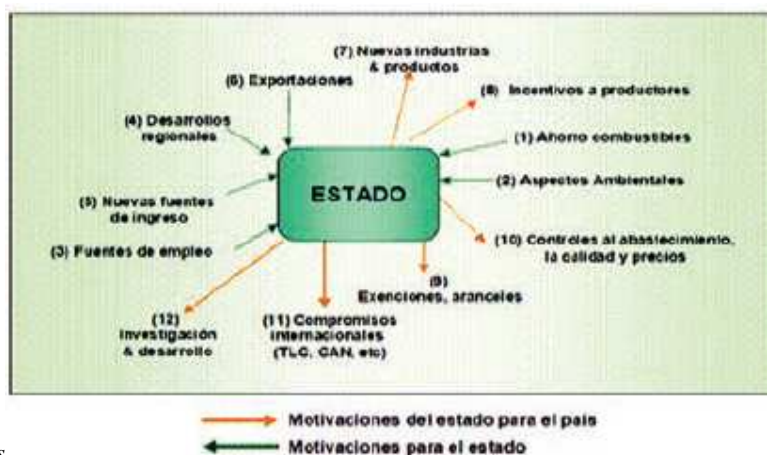 (7) Nuevas industrias
& productos
(6) Exportaciones
(8) Incentivos a productores
(4) Desarrollos
regionales
(1) Ahorro combustibles
ESTADO
(2) Aspectos Ambientales
(5) Nuevas fuentes
de ingreso
(3) Fuentes de empleo
(10) Controles al abastecimiento,
la calidad y precios
(9)
Exenciones, aranceles
(12)
Investigación
& desarrollo
(11) Compromisos
internacionales
(TLC, CAN, etc)
Motivaciones del estado para el país
Motivaciones para el estado